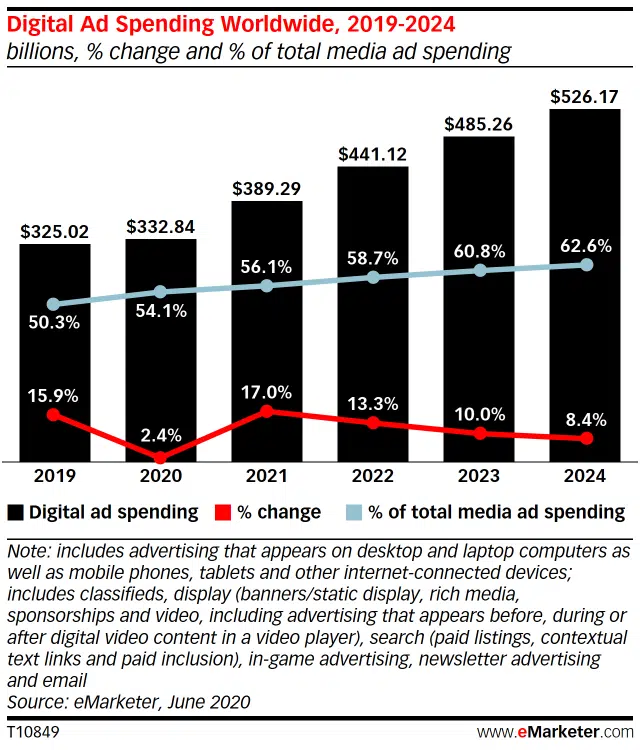 Digital Ad Spending Worldwide, 2019-2024
billions, % change and % of total media ad spending
$325.02
$332.84
$389.29
$441.12
$485.26
$526.17
50.3%
54.1%
56.1%
58.7%
60.8%
62.6%
15.9%
2.4%
17.0%
13.3%
10.0%
8.4%
2019 2020 2021 2022 2023 2024
Digital ad spending % change % of total media ad spending
Note: includes advertising that appears on desktop and laptop computers as
well as mobile phones, tablets and other internet-connected devices;
includes classifieds, display (banners/static display, rich media,
sponsorships and video, including advertising that appears before, during or
after digital video content in a video player), search (paid listings, contextual
text links and paid inclusion), in-game advertising, newsletter advertising
and email
Source: eMarketer, June 2020
T10849 www.eMarketer.com